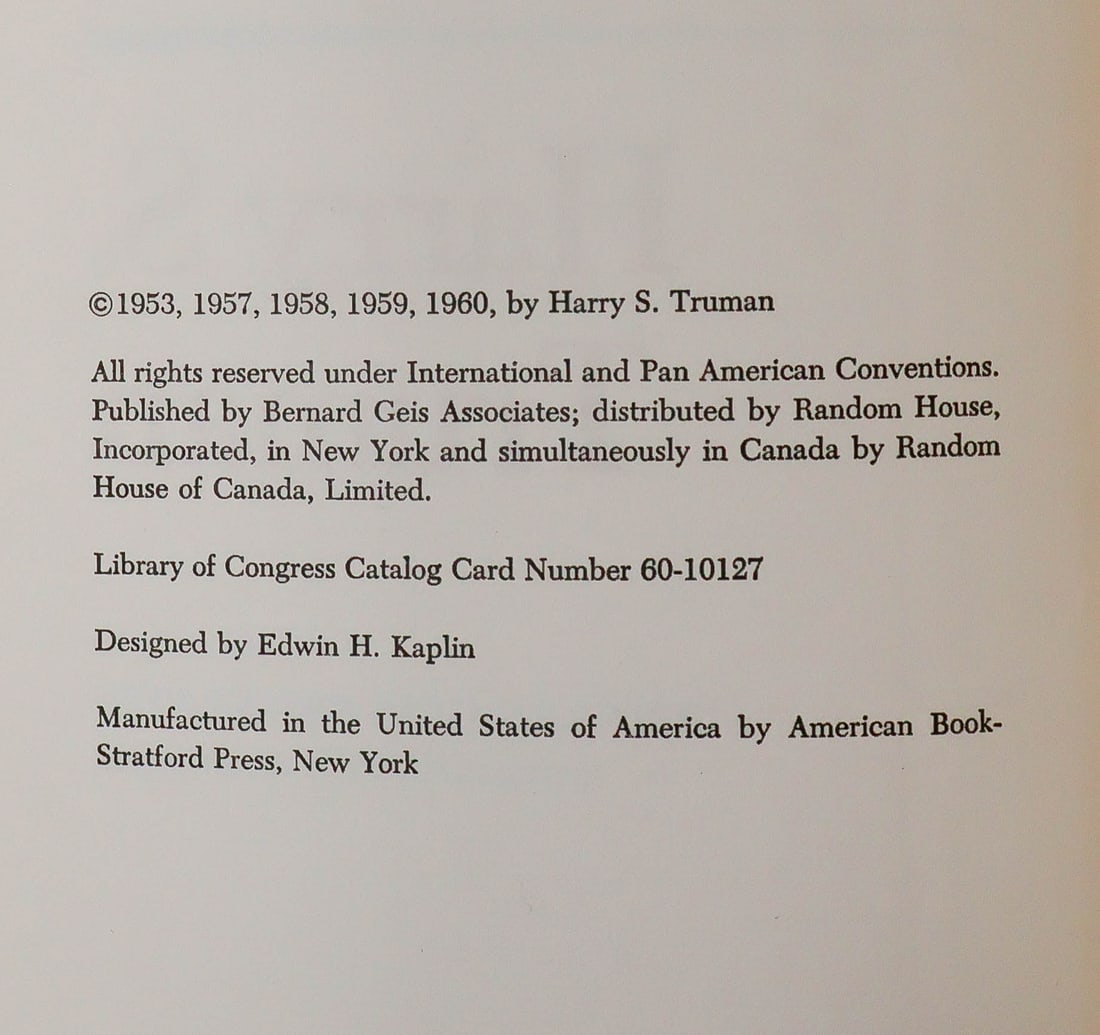 ©1953, 1957, 1958, 1959, 1960, by Harry S. Truman
All rights reserved under International and Pan American Conventions.
Published by Bernard Geis Associates; distributed by Random House,
Incorporated, in New York and simultaneously in Canada by Random
House of Canada, Limited.
Library of Congress Catalog Card Number 60-10127
Designed by Edwin H. Kaplin
Manufactured in the United States of America by American Book-
Stratford Press, New York